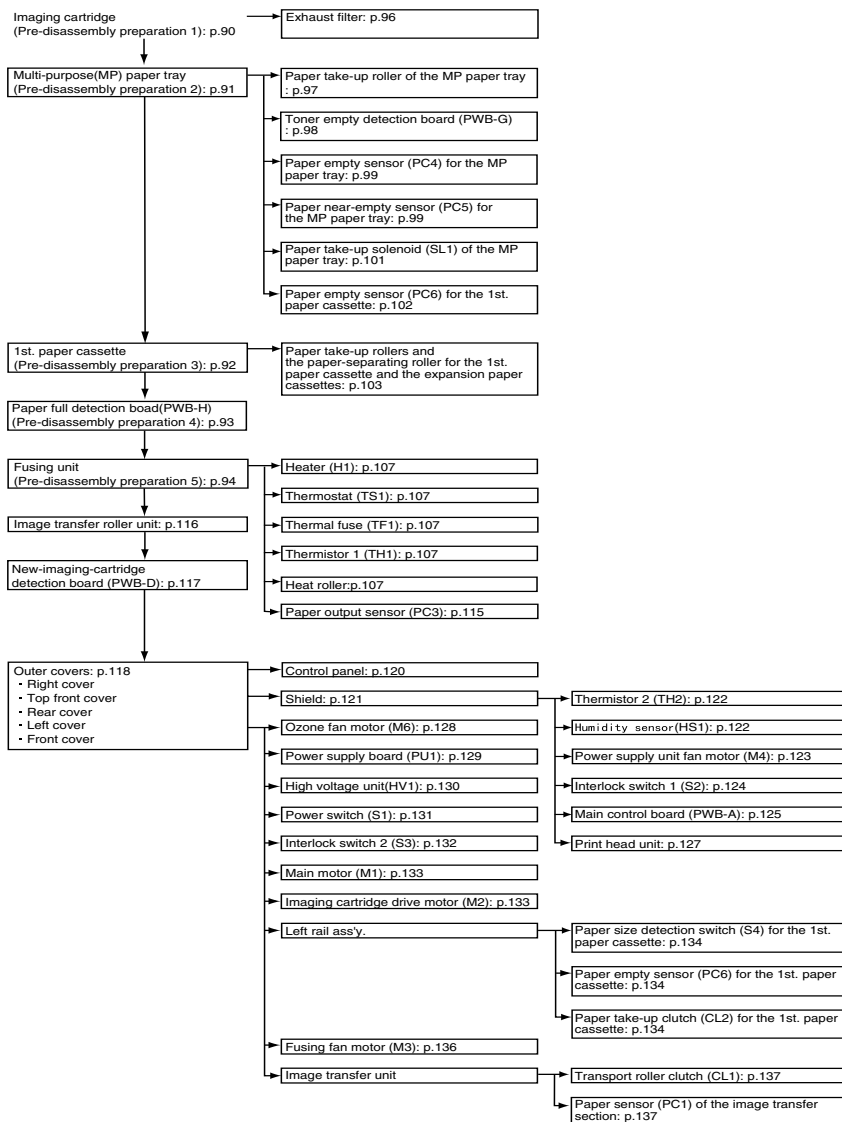 Imaging cartridge
(Pre-disassembly preparation 1): p.90
Exhaust filter: p.96
Multi-purpose(MP) paper tray
(Pre-disassembly preparation 2): p.91
Paper take-up roller of the MP paper tray
: p.97
Toner empty detection board (PWB-G)
: p.98
Paper empty sensor (PC4) for the MP
paper tray: p.99
Paper near-empty sensor (PC5) for
the MP paper tray: p.99
Paper take-up solenoid (SL1) of the MP
paper tray: p.101
Paper empty sensor (PC6) for the 1st.
paper cassette: p.102
1st. paper cassette
(Pre-disassembly preparation 3): p.92
Paper take-up rollers and
the paper-separating roller for the 1st.
paper cassette and the expansion paper
cassettes: p.103
Paper full detection boad(PWB-H)
(Pre-disassembly preparation 4): p.93
Fusing unit
(Pre-disassembly preparation 5): p.94
Heater (H1): p.107
Thermostat (TS1): p.107
Thermal fuse (TF1): p.107
Thermistor 1 (TH1): p.107
Heat roller:p.107
Paper output sensor (PC3): p.115
Image transfer roller unit: p.116
New-imaging-cartridge
detection board (PWB-D): p.117
Outer covers: p.118
· Right cover
· Top front cover
· Rear cover
· Left cover
· Front cover
Control panel: p.120
Shield: p.121
Thermistor 2 (TH2): p.122
Humidity sensor(HS1): p.122
Power supply unit fan motor (M4): p.123
Interlock switch 1 (S2): p.124
Main control board (PWB-A): p.125
Print head unit: p.127
Ozone fan motor (M6): p.128
Power supply board (PU1): p.129
High voltage unit(HV1): p.130
Power switch (S1): p.131
Interlock switch 2 (S3): p.132
Main motor (M1): p.133
Imaging cartridge drive motor (M2): p.133
Left rail ass'y.
Paper size detection switch (S4) for the 1st.
paper cassette: p.134
Paper empty sensor (PC6) for the 1st. paper
cassette: p.134
Paper take-up clutch (CL2) for the 1st. paper
cassette: p.134
Fusing fan motor (M3): p.136
Image transfer unit
Transport roller clutch (CL1): p.137
Paper sensor (PC1) of the image transfer
section: p.137